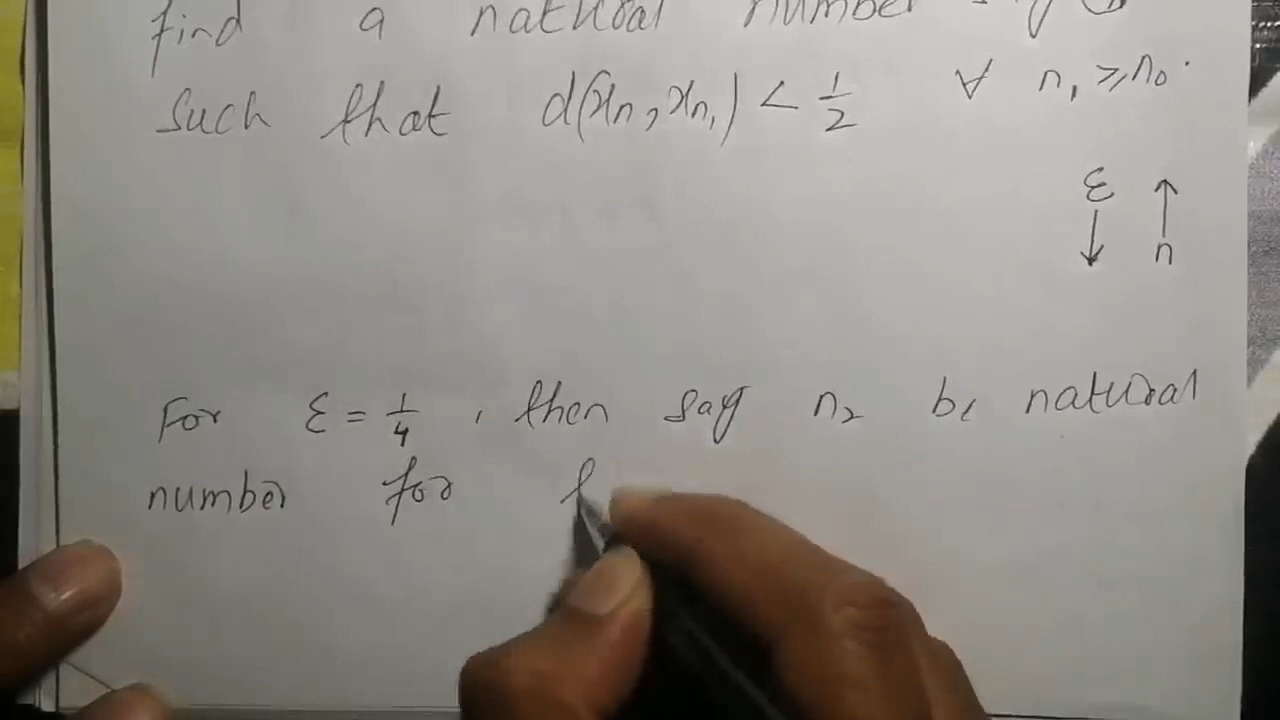 find a natural number say
such that d(xn, xn₁) < 1/2 ∀ n₁ ≥ n₀.
ε ↑
↓ n
For ε = 1/4, then say n₂ be natural
number for